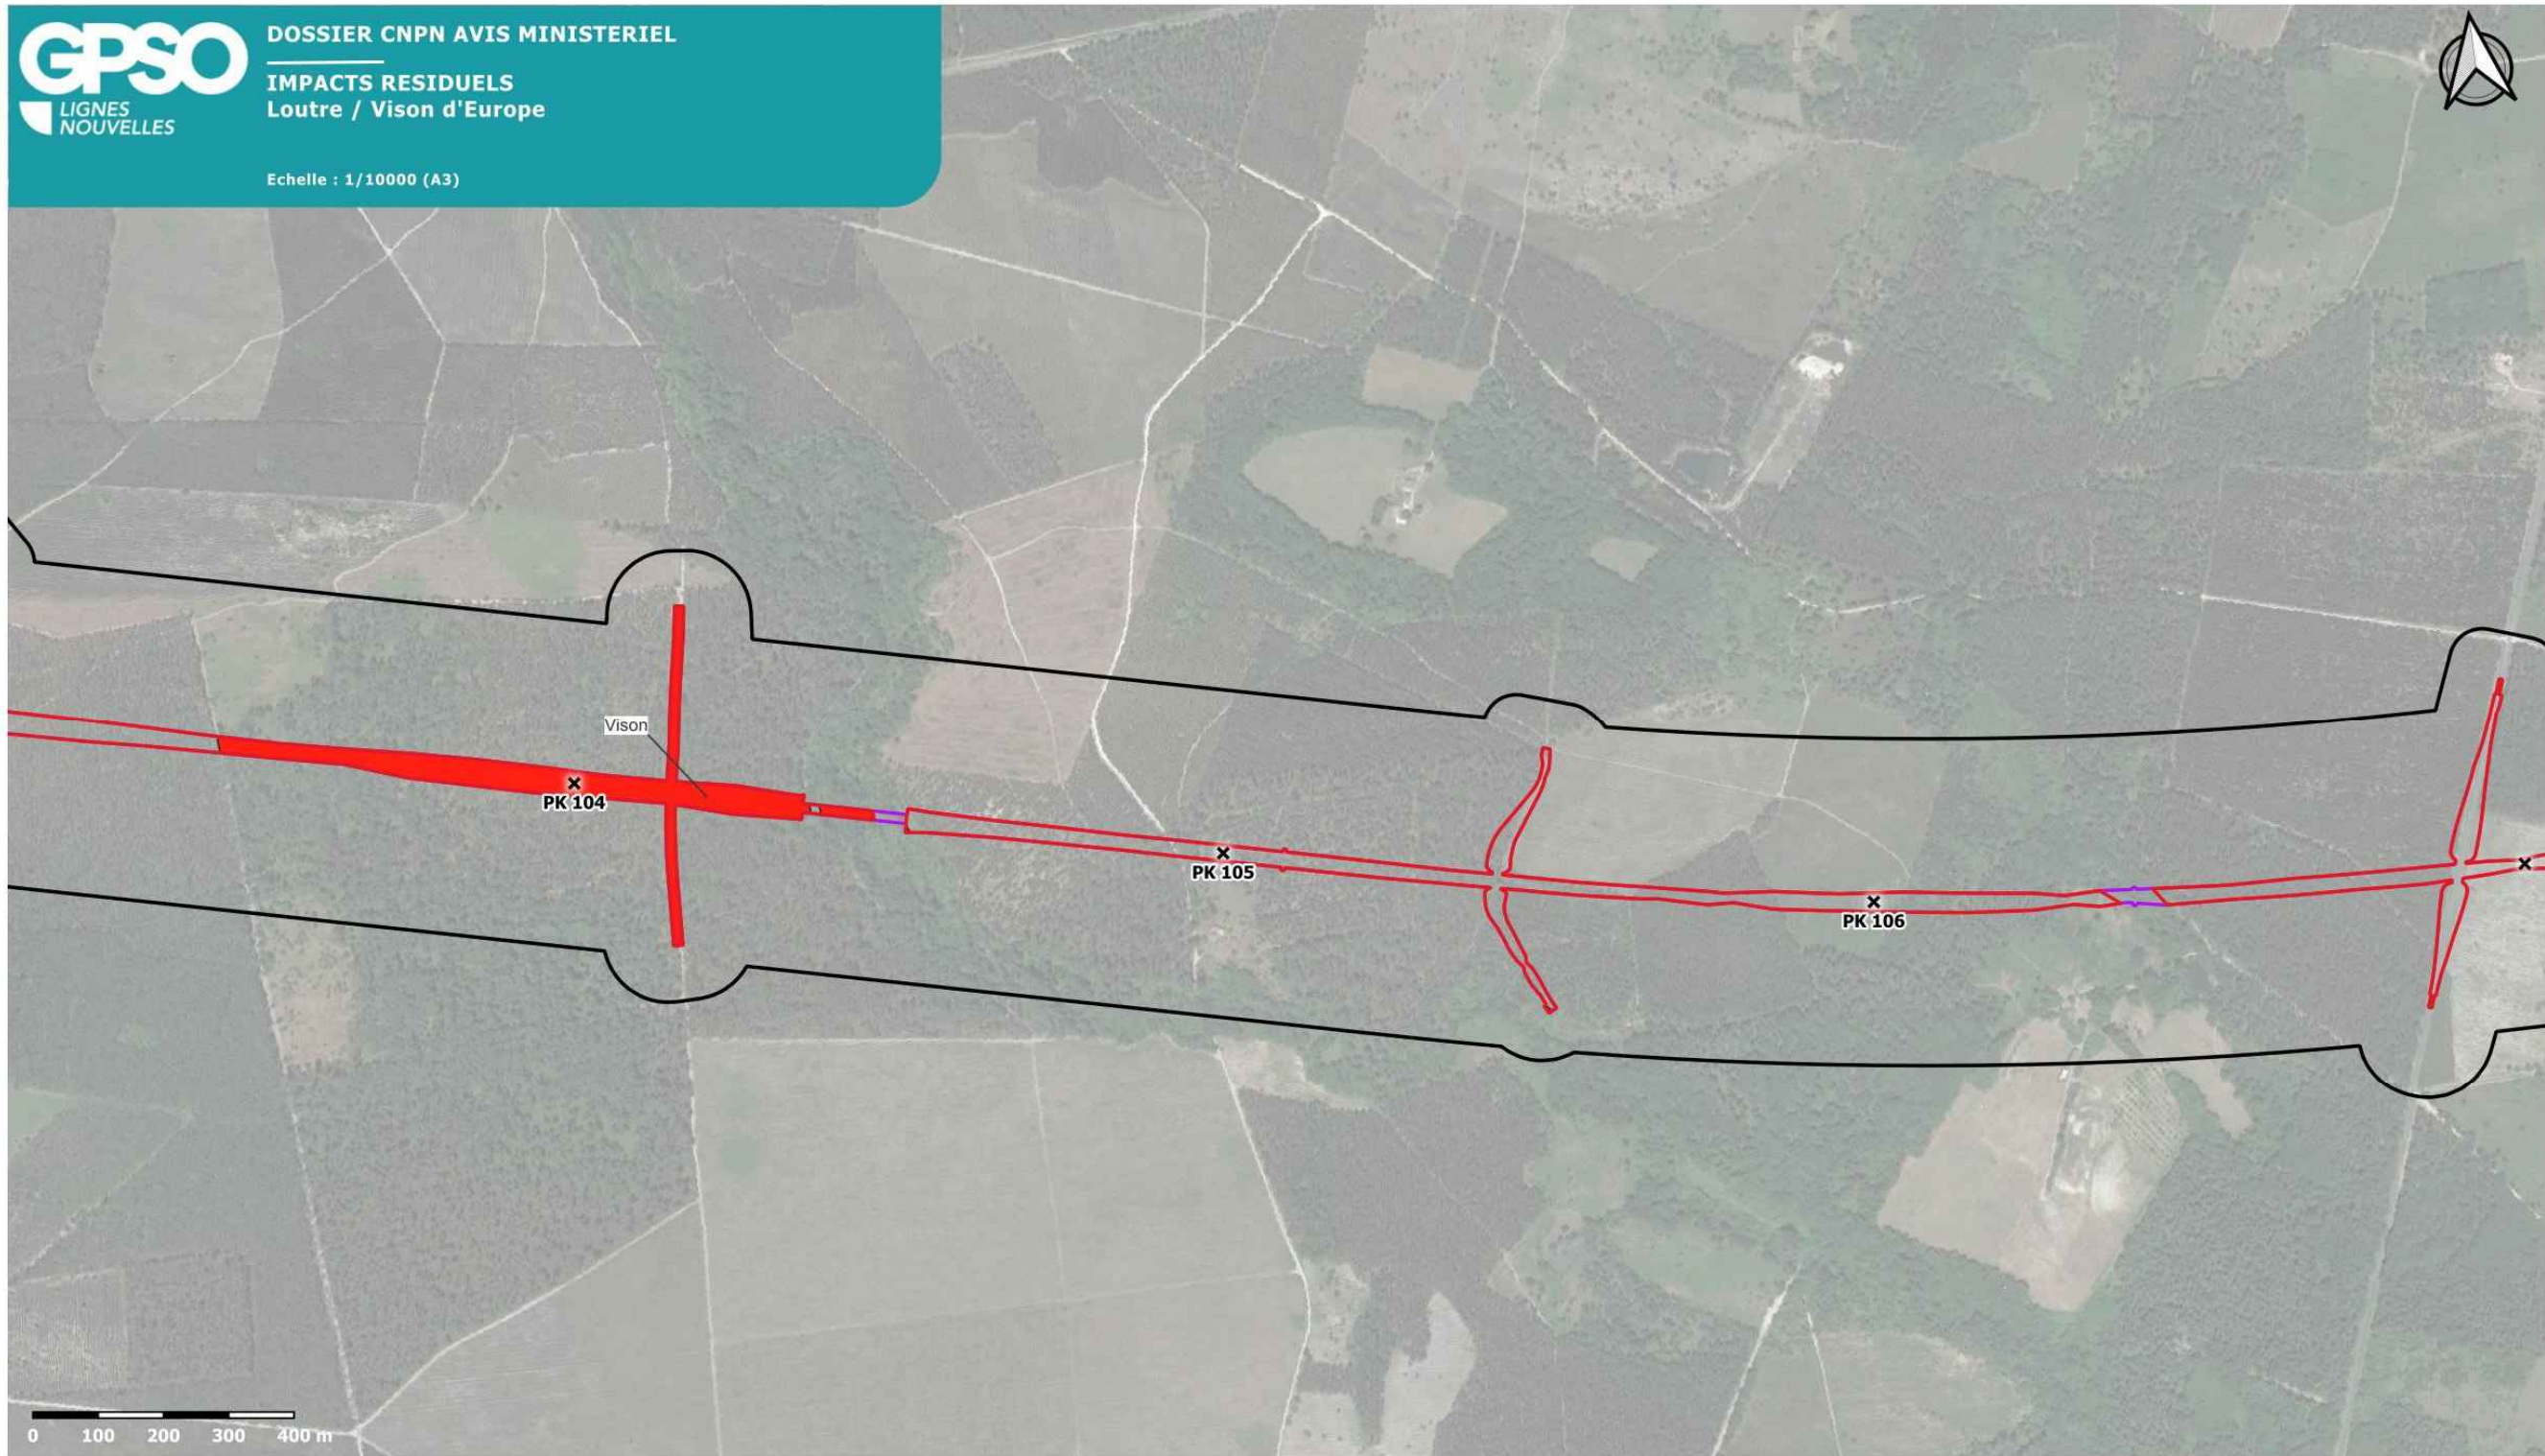 GPSO
LIGNES
NOUVELLES
DOSSIER CNPN AVIS MINISTERIEL
IMPACTS RESIDUELS
Loutre / Vison d'Europe
Echelle : 1/10000 (A3)
Vison
PK 104
PK 105
PK 106
0 100 200 300 400 m